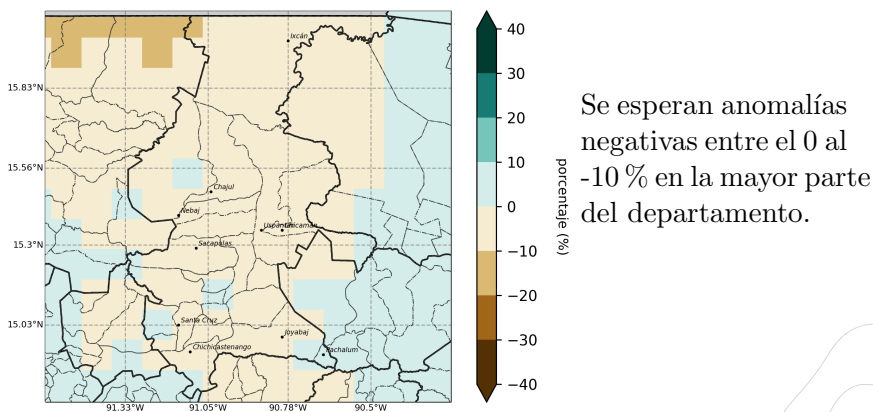 Ixcán
15.83°N
15.56°N
Chajul
Nebaj
15.3°N
Sacapulas
15.03°N
Santa Cruz
Joyabaj
Chichicastenango
Pachalum
91.33°W 91.05°W 90.78°W 90.5°W
40
30
20
10
0
−10
−20
−30
−40
porcentaje (%)
Se esperan anomalías
negativas entre el 0 al
-10 % en la mayor parte
del departamento.